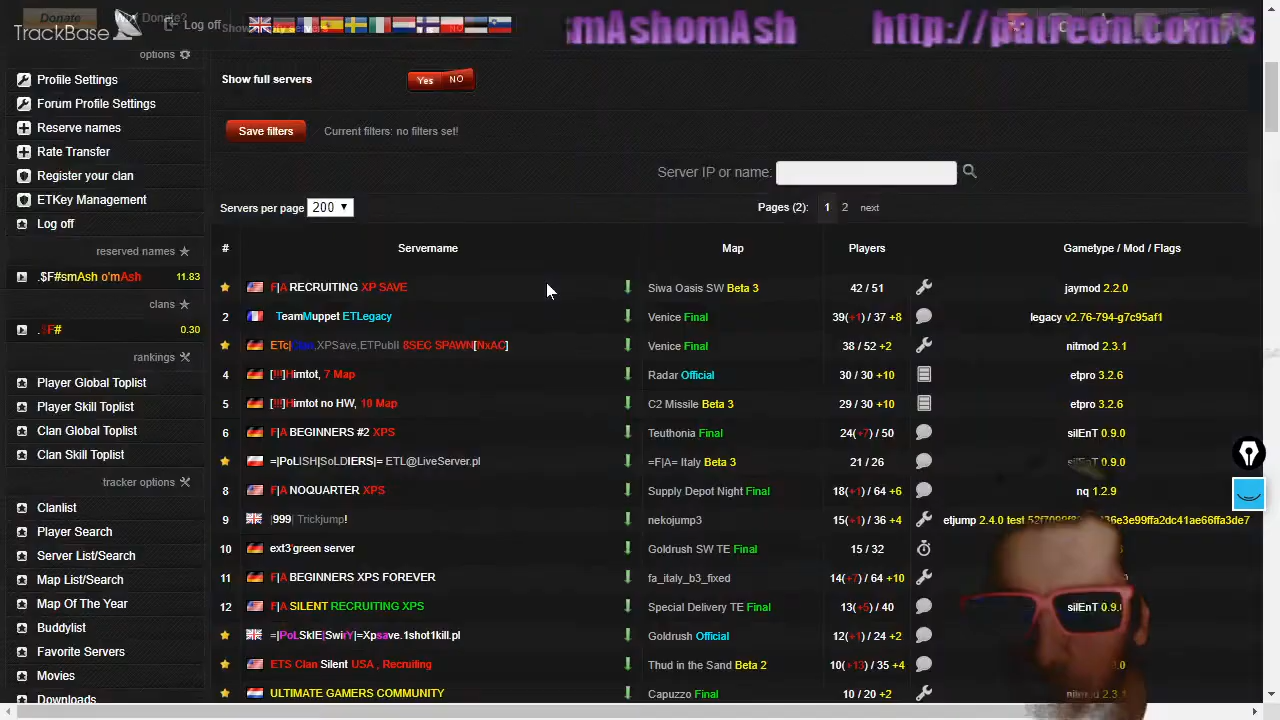 Donate
Why Donate?
TrackBase
Log off
Show
servers
NO
mAshomAsh
options
Profile Settings
Show full servers
Yes NO
Forum Profile Settings
Reserve names
Save filters Current filters: no filters set!
Rate Transfer
Register your clan
Server IP or name:
ETKey Management
Servers per page 200
Pages (2): 1 2 next
Log off
reserved names
# Servername Map Players Gametype / Mod / Flags
.$F#smAsh o'mAsh 11.83
F|A RECRUITING XP SAVE Siwa Oasis SW Beta 3 42 / 51 jaymod 2.2.0
clans
2 TeamMuppet ETLegacy Venice Final 39(+1) / 37 +8 legacy v2.76-794-g7c95af1
.$F# 0.30
ETc| ,XPSave,ETPubll 8SEC SPAWN[NxAC] Venice Final 38 / 52 +2 nitmod 2.3.1
rankings
4 [!!!]Himtot, 7 Map Radar Official 30 / 30 +10 etpro 3.2.6
Player Global Toplist
5 [!!!]Himtot no HW, 10 Map C2 Missile Beta 3 29 / 30 +10 etpro 3.2.6
Player Skill Toplist
Clan Global Toplist
6 F|A BEGINNERS #2 XPS Teuthonia Final 24(+7) / 50 silEnT 0.9.0
Clan Skill Toplist
=|PoLISH|SoLDIERS|= ETL@LiveServer.pl =F|A= Italy Beta 3 21 / 26 silEnT 0.9.0
tracker options
8 F|A NOQUARTER XPS Supply Depot Night Final 18(+1) / 64 +6 nq 1.2.9
Clanlist
9 |999| Trickjump! nekojump3 15(+1) / 36 +4 etjump 2.4.0 test
Player Search
10 ext3'green server Goldrush SW TE Final 15 / 32
Server List/Search
Map List/Search
11 F|A BEGINNERS XPS FOREVER fa_italy_b3_fixed 14(+7) / 64 +10
Map Of The Year
12 F|A SILENT RECRUITING XPS Special Delivery TE Final 13(+5) / 40 silEnT 0.9.
Buddylist
=|PoLSkIE|SwirY|=Xpsave.1shot1kill.pl Goldrush Official 12(+1) / 24 +2
Favorite Servers
ETS Clan Silent USA , Recruiting Thud in the Sand Beta 2 10(+13) / 35 +4
Movies
ULTIMATE GAMERS COMMUNITY Capuzzo Final 10 / 20 +2
Downloads